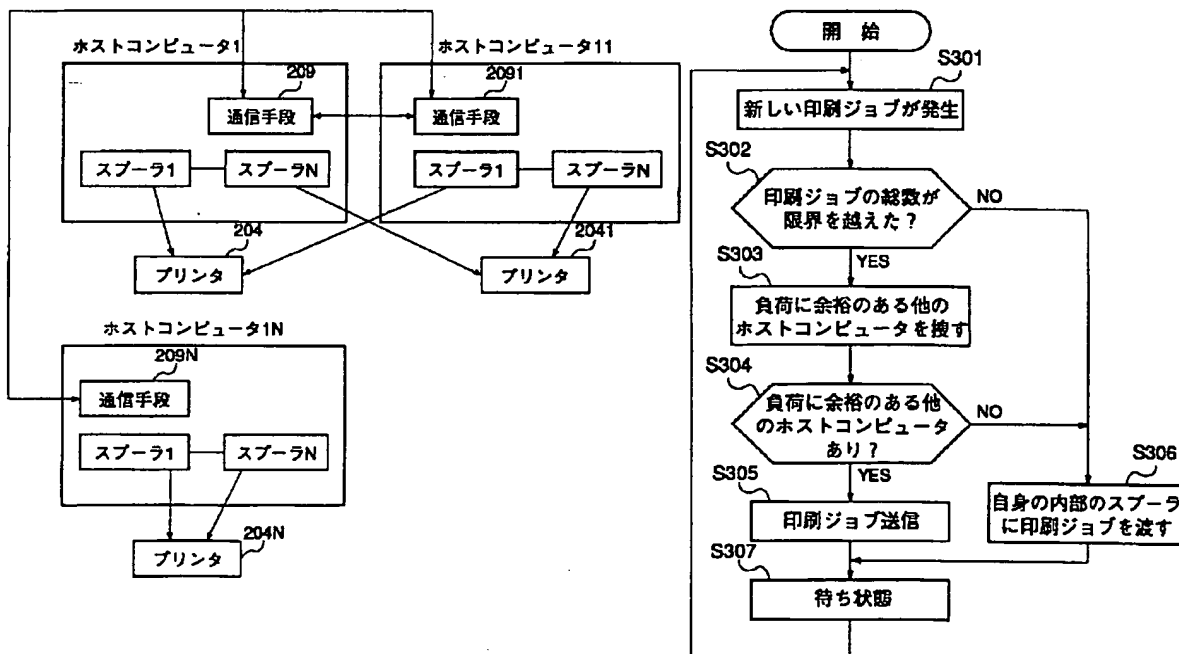 ホストコンピュータ1
209
通信手段
スプーラ1
スプーラN
ホストコンピュータ11
2091
通信手段
スプーラ1
スプーラN
204
プリンタ
2041
プリンタ
ホストコンピュータ1N
209N
通信手段
スプーラ1
スプーラN
204N
プリンタ
開始
S301
新しい印刷ジョブが発生
S302
印刷ジョブの総数が
限界を越えた?
NO
YES
S303
負荷に余裕のある他の
ホストコンピュータを捜す
S304
負荷に余裕のある他
のホストコンピュータ
あり?
NO
YES
S305
印刷ジョブ送信
S306
自身の内部のスプーラ
に印刷ジョブを渡す
S307
待ち状態